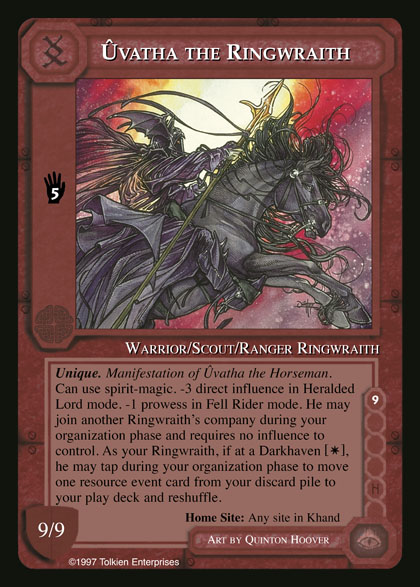 Ûvatha the Ringwraith
5
Warrior/Scout/Ranger Ringwraith
Unique. Manifestation of Ûvatha the Horseman.
Can use spirit-magic. -3 direct influence in Heralded
Lord mode. -1 prowess in Fell Rider mode. He may
join another Ringwraith's company during your
organization phase and requires no influence to
control. As your Ringwraith, if at a Darkhaven [✶],
he may tap during your organization phase to move
one resource event card from your discard pile to
your play deck and reshuffle.
9
H
Home Site: Any site in Khand
9/9
Art by Quinton Hoover
©1997 Tolkien Enterprises